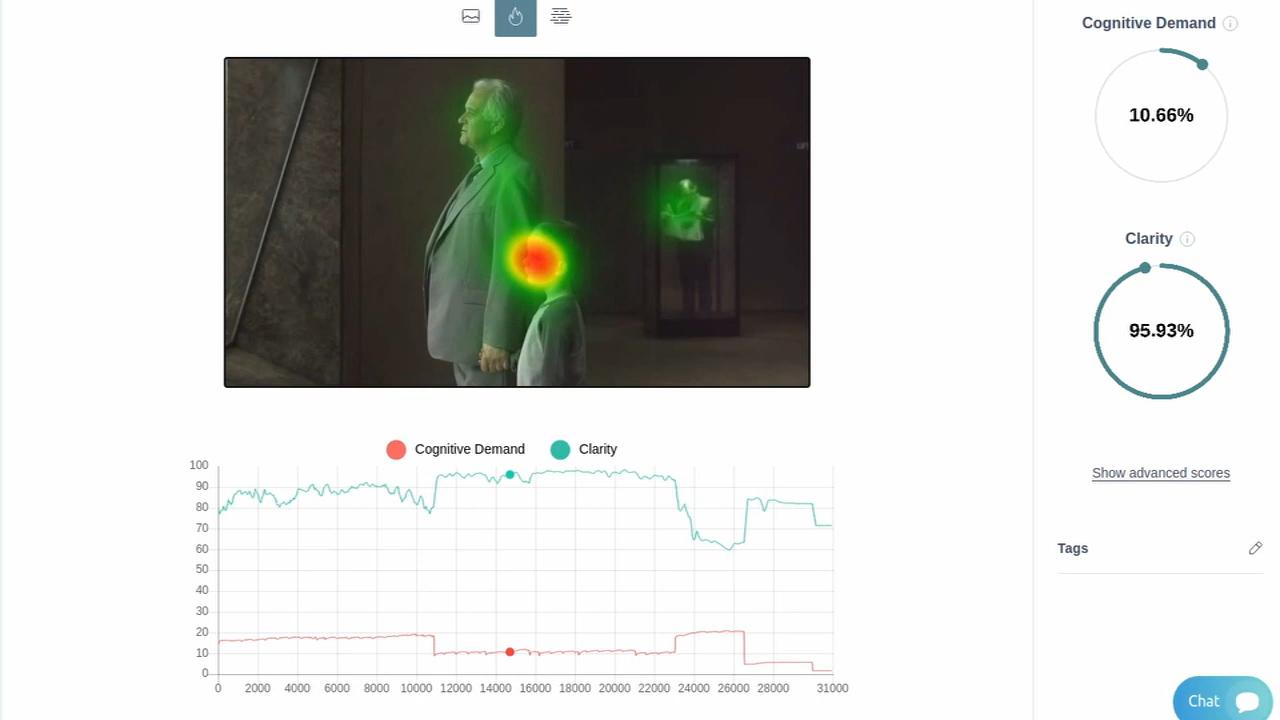 Cognitive Demand
10.66%
Clarity
95.93%
Show advanced scores
Tags
Cognitive Demand Clarity
100
90
80
70
60
50
40
30
20
10
0
0 2000 4000 6000 8000 10000 12000 14000 16000 18000 20000 22000 24000 26000 28000 31000
Chat